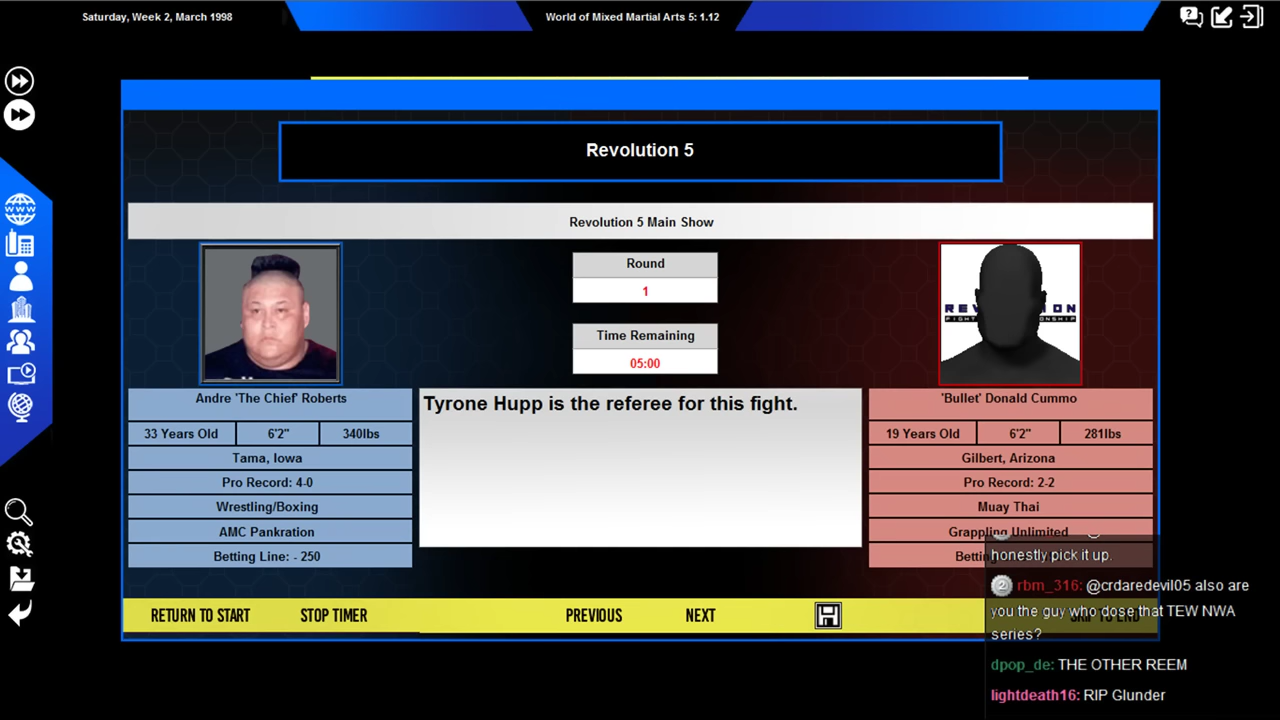 Saturday, Week 2, March 1998
World of Mixed Martial Arts 5: 1.12
Revolution 5
Revolution 5 Main Show
Round
1
Time Remaining
05:00
Andre 'The Chief' Roberts
33 Years Old
6'2"
340lbs
Tama, Iowa
Pro Record: 4-0
Wrestling/Boxing
AMC Pankration
Betting Line: - 250
Tyrone Hupp is the referee for this fight.
'Bullet' Donald Cummo
19 Years Old
6'2"
281lbs
Gilbert, Arizona
Pro Record: 2-2
Muay Thai
Grappling Unlimited
RETURN TO START
STOP TIMER
PREVIOUS
NEXT
SKIP TO END
honestly pick it up.
rbm_316: @crdaredevil05 also are
you the guy who dose that TEW NWA
series?
dpop_de: THE OTHER REEM
lightdeath16: RIP Glunder
WWW